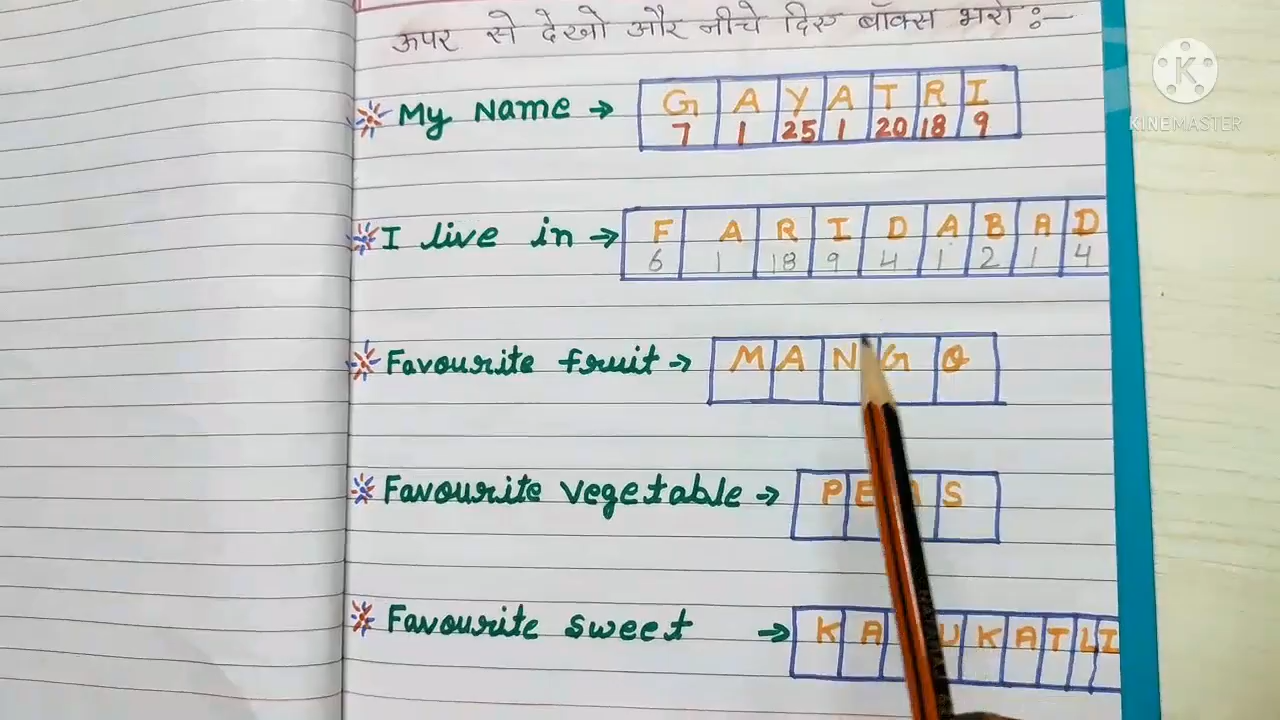 ऊपर से देखो और नीचे दिए बॉक्स भरो :-
My Name → G A Y A T R I
7 1 25 1 20 18 9
I live in → F A R I D A B A D
6 1 18 9 4 1 2 1 4
Favourite fruit → M A N G O
Favourite vegetable → P E S
Favourite sweet → K A U K A T L I
K
KINEMASTER